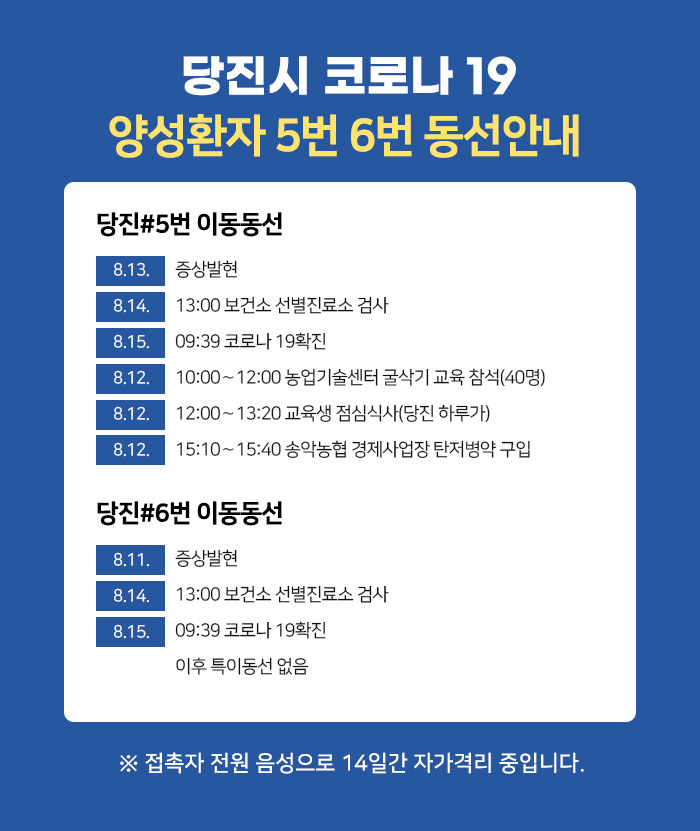 당진시 코로나 19
양성환자 5번 6번 동선안내
당진#5번 이동동선
8.13. 증상발현
8.14. 13:00 보건소 선별진료소 검사
8.15. 09:39 코로나 19확진
8.12. 10:00~12:00 농업기술센터 굴삭기 교육 참석(40명)
8.12. 12:00~13:20 교육생 점심식사(당진 하루가)
8.12. 15:10~15:40 송악농협 경제사업장 탄저병약 구입
당진#6번 이동동선
8.11. 증상발현
8.14. 13:00 보건소 선별진료소 검사
8.15. 09:39 코로나 19확진
이후 특이동선 없음
※ 접촉자 전원 음성으로 14일간 자가격리 중입니다.